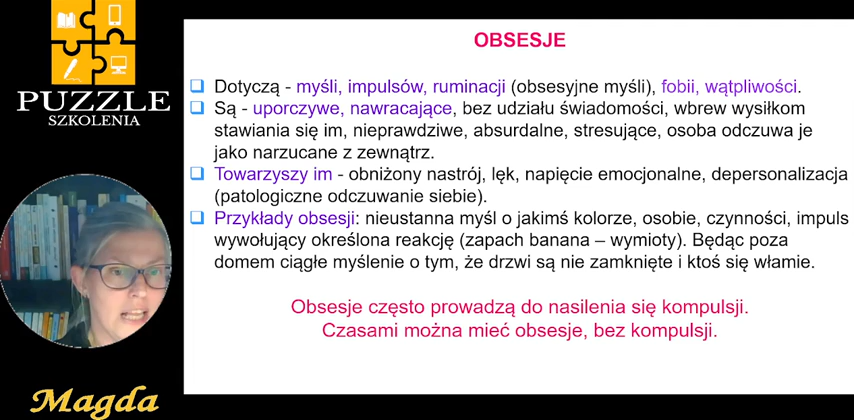 PUZZLE
SZKOLENIA
OBSESJE
Dotyczą - myśli, impulsów, ruminacji (obsesyjne myśli), fobii, wątpliwości.
Są - uporczywe, nawracające, bez udziału świadomości, wbrew wysiłkom
stawiania się im, nieprawdziwe, absurdalne, stresujące, osoba odczuwa je
jako narzucane z zewnątrz.
Towarzyszy im - obniżony nastrój, lęk, napięcie emocjonalne, depersonalizacja
(patologiczne odczuwanie siebie).
Przykłady obsesji: nieustanna myśl o jakimś kolorze, osobie, czynności, impuls
wywołujący określona reakcję (zapach banana – wymioty). Będąc poza
domem ciągłe myślenie o tym, że drzwi są nie zamknięte i ktoś się włamie.
Obsesje często prowadzą do nasilenia się kompulsji.
Czasami można mieć obsesje, bez kompulsji.
Magda